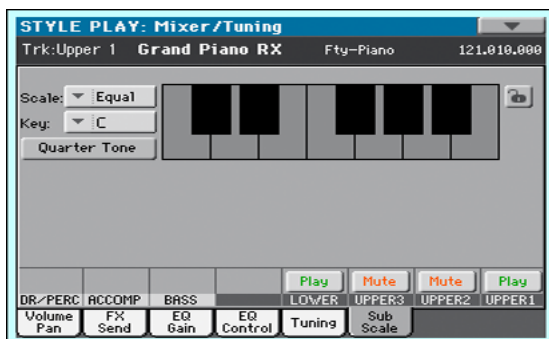 STYLE PLAY: Mixer/Tuning
Trk:Upper 1 Grand Piano RX Fty-Piano 121.010.000
Scale: Equal
Key: C
Quarter Tone
Play Mute Mute Play
DR/PERC ACCOMP BASS LOWER UPPER3 UPPER2 UPPER1
Volume Pan FX Send EQ Gain EQ Control Tuning Sub Scale